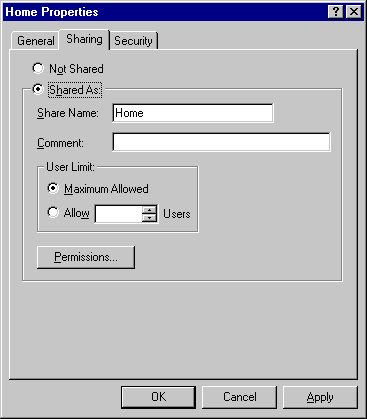 Home Properties
General Sharing Security
Not Shared
Shared As:
Share Name: Home
Comment:
User Limit:
Maximum Allowed
Allow Users
Permissions...
OK Cancel Apply